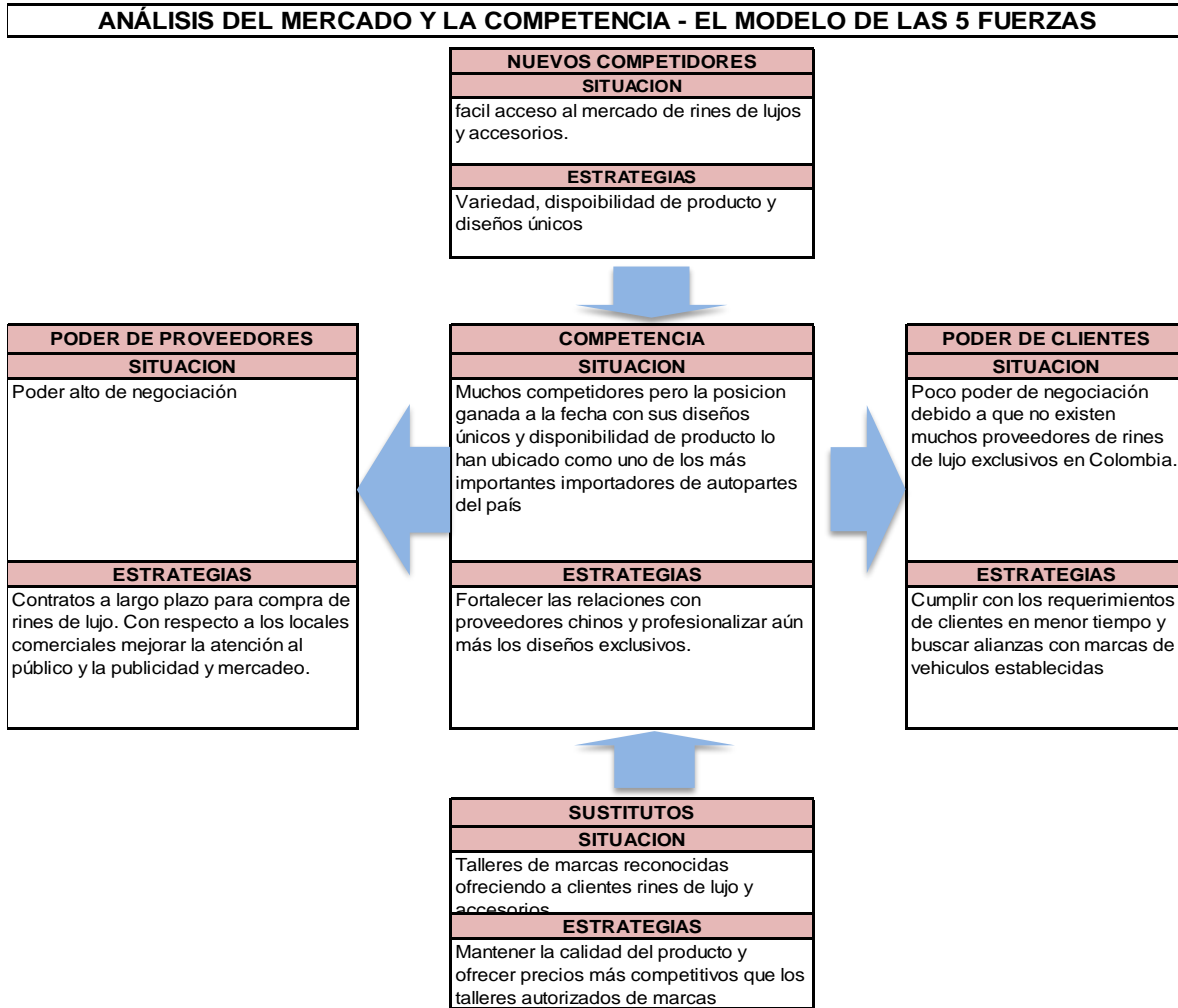 ANÁLISIS DEL MERCADO Y LA COMPETENCIA - EL MODELO DE LAS 5 FUERZAS
NUEVOS COMPETIDORES
SITUACION
facil acceso al mercado de rines de lujos
y accesorios.
ESTRATEGIAS
Variedad, dispoibilidad de producto y
diseños únicos
PODER DE PROVEEDORES
SITUACION
Poder alto de negociación
ESTRATEGIAS
Contratos a largo plazo para compra de
rines de lujo. Con respecto a los locales
comerciales mejorar la atención al
público y la publicidad y mercadeo.
COMPETENCIA
SITUACION
Muchos competidores pero la posicion
ganada a la fecha con sus diseños
únicos y disponibilidad de producto lo
han ubicado como uno de los más
importantes importadores de autopartes
del país
ESTRATEGIAS
Fortalecer las relaciones con
proveedores chinos y profesionalizar aún
más los diseños exclusivos.
PODER DE CLIENTES
SITUACION
Poco poder de negociación
debido a que no existen
muchos proveedores de rines
de lujo exclusivos en Colombia.
ESTRATEGIAS
Cumplir con los requerimientos
de clientes en menor tiempo y
buscar alianzas con marcas de
vehiculos establecidas
SUSTITUTOS
SITUACION
Talleres de marcas reconocidas
ofreciendo a clientes rines de lujo y
accesorios
ESTRATEGIAS
Mantener la calidad del producto y
ofrecer precios más competitivos que los
talleres autorizados de marcas